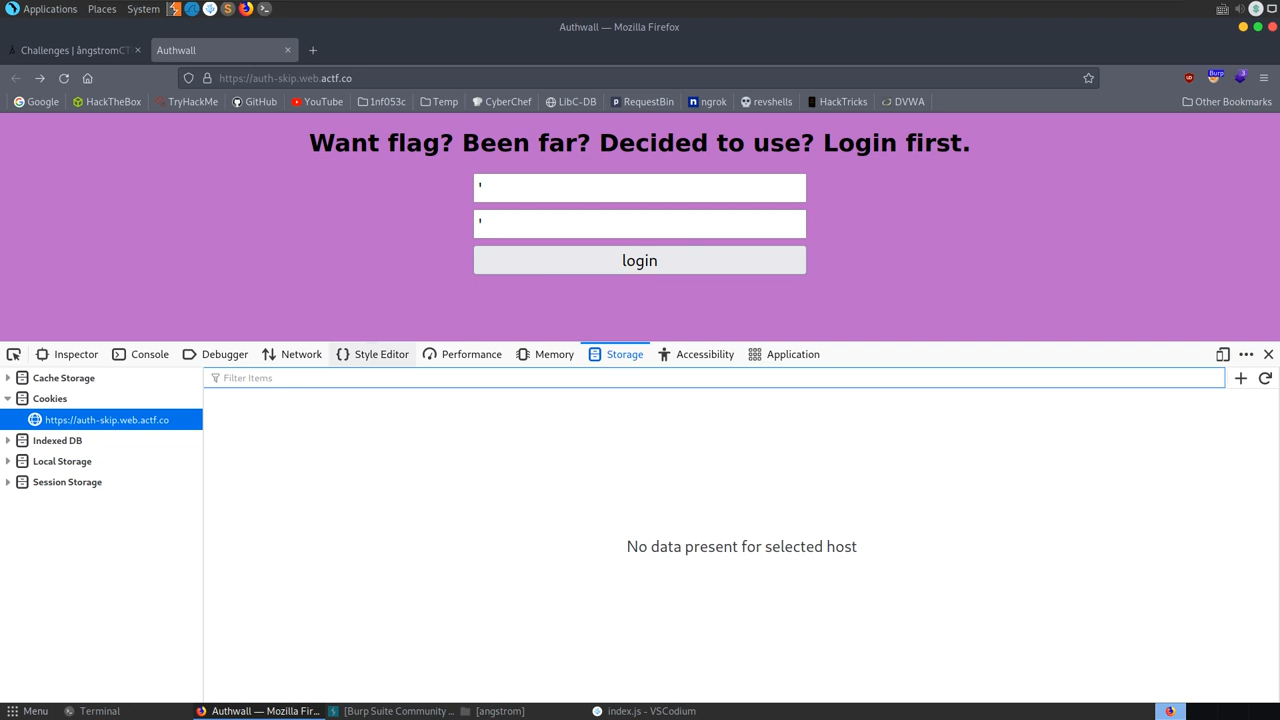 Applications Places System
Authwall — Mozilla Firefox
Challenges | ångstromCT
Authwall
https://auth-skip.web.actf.co
Burp
3
Google HackTheBox TryHackMe GitHub YouTube 1nf053c Temp CyberChef LibC-DB RequestBin ngrok revshells HackTricks DVWA Other Bookmarks
Want flag? Been far? Decided to use? Login first.
'
'
login
Inspector Console Debugger Network Style Editor Performance Memory Storage Accessibility Application
Cache Storage
Filter Items
Cookies
https://auth-skip.web.actf.co
Indexed DB
Local Storage
Session Storage
No data present for selected host
Menu Terminal Authwall — Mozilla Fir... [Burp Suite Community ... [angstrom] index.js - VSCodium